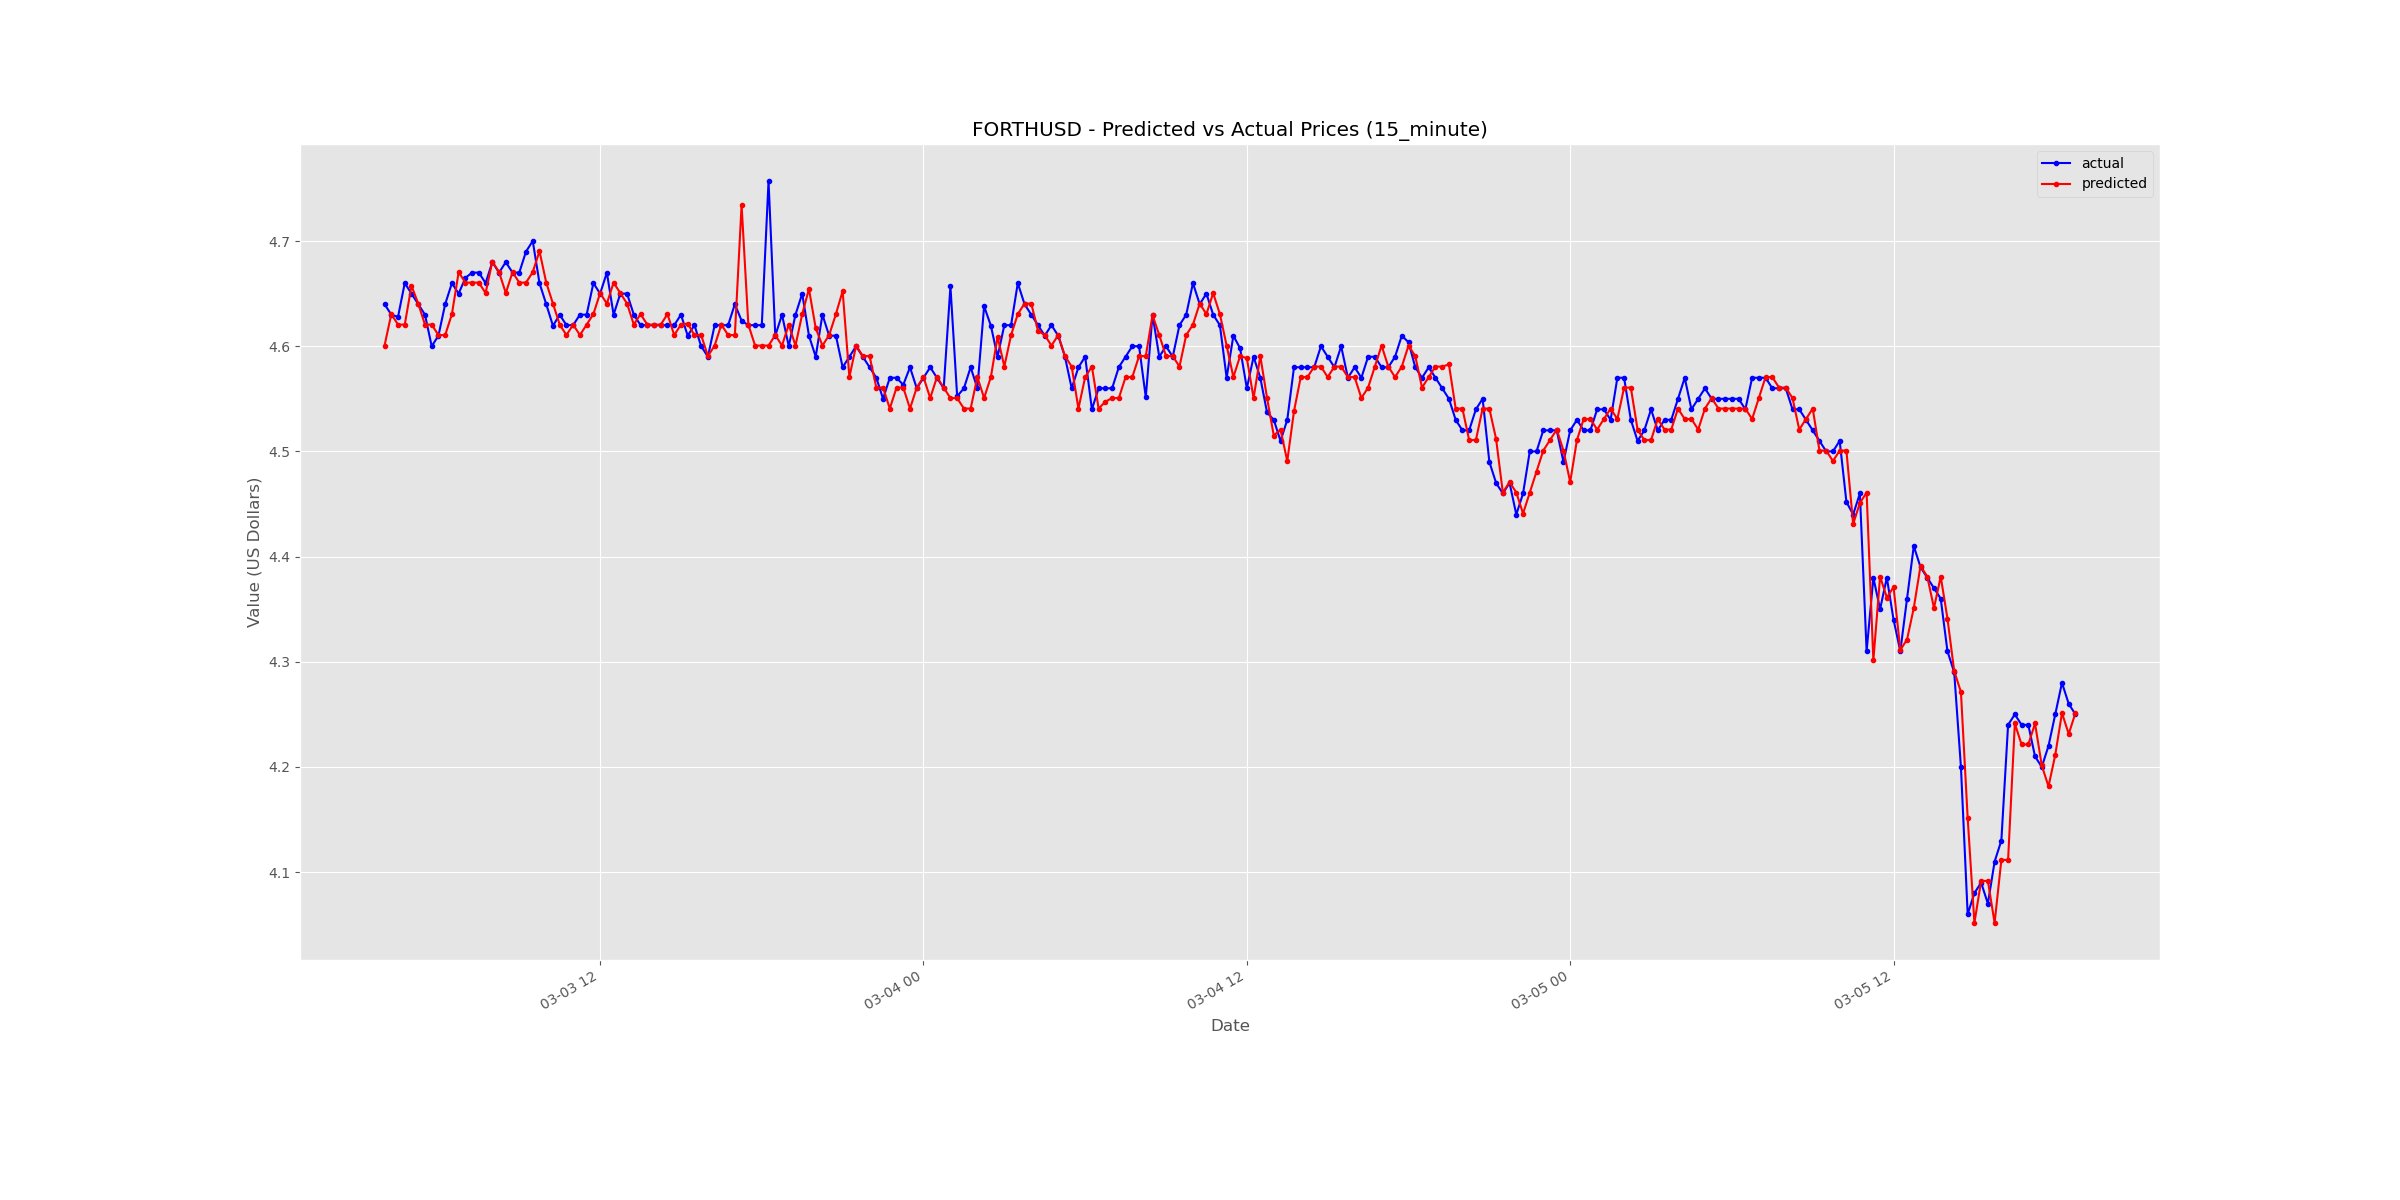 FORTHUSD - Predicted vs Actual Prices (15_minute)
actual
predicted
4.7
4.6
4.5
4.4
4.3
4.2
4.1
Value (US Dollars)
03-03 12
03-04 00
03-04 12
03-05 00
03-05 12
Date